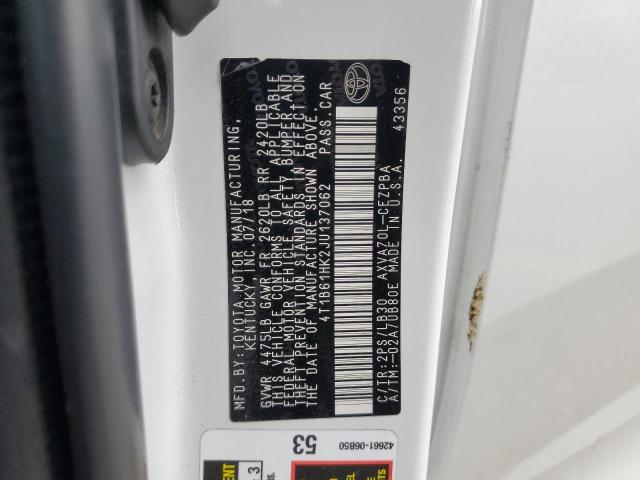 MFD.BY:TOYOTA MOTOR MANUFACTURING,
KENTUCKY, INC. 07/18
GVWR 4475LB GAWR FR 2620LB RR 2420LB
THIS VEHICLE CONFORMS TO ALL APPLICABLE
FEDERAL MOTOR VEHICLE SAFETY, BUMPER, AND
THEFT PREVENTION STANDARDS IN EFFECT ON
THE DATE OF MANUFACTURE SHOWN ABOVE.
4T1B61HK2JU137062 PASS.CAR
C/TR:2PS/LB30 AXVA70L-CEZPBA
A/TM:-02A/UB80E MADE IN U.S.A.
43356
53
42661-06B50